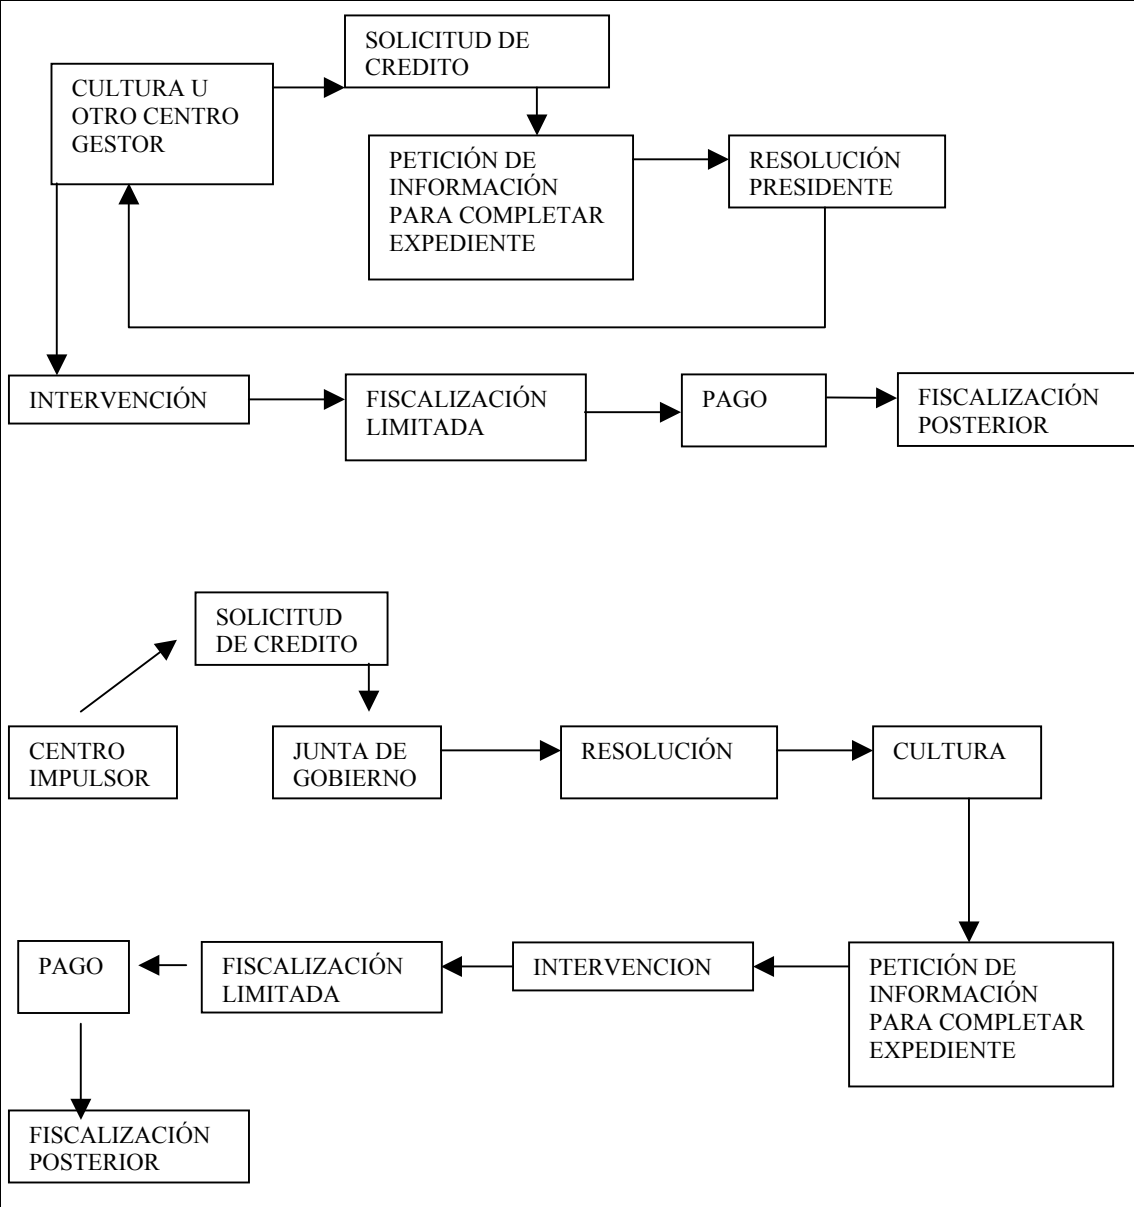 SOLICITUD DE
CREDITO
CULTURA U
OTRO CENTRO
GESTOR
PETICIÓN DE
INFORMACIÓN
PARA COMPLETAR
EXPEDIENTE
RESOLUCIÓN
PRESIDENTE
INTERVENCIÓN
FISCALIZACIÓN
LIMITADA
PAGO
FISCALIZACIÓN
POSTERIOR
SOLICITUD
DE CREDITO
CENTRO
IMPULSOR
JUNTA DE
GOBIERNO
RESOLUCIÓN
CULTURA
PETICIÓN DE
INFORMACIÓN
PARA COMPLETAR
EXPEDIENTE
INTERVENCION
FISCALIZACIÓN
LIMITADA
PAGO
FISCALIZACIÓN
POSTERIOR